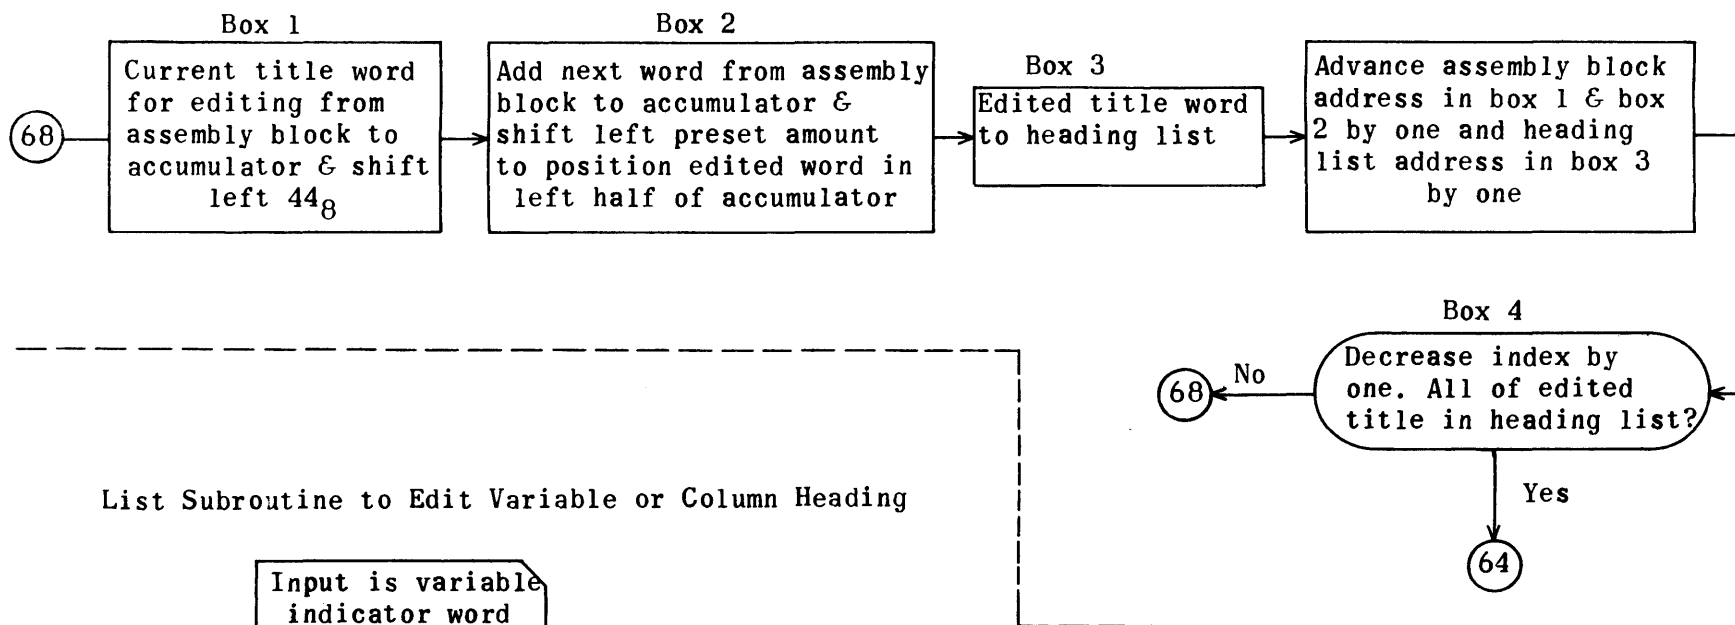 Box 1
Current title word
for editing from
assembly block to
accumulator & shift
left 44₈
Box 2
Add next word from assembly
block to accumulator &
shift left preset amount
to position edited word in
left half of accumulator
Box 3
Edited title word
to heading list
Advance assembly block
address in box 1 & box
2 by one and heading
list address in box 3
by one
68
Box 4
Decrease index by
one. All of edited
title in heading list?
No
68
Yes
64
List Subroutine to Edit Variable or Column Heading
Input is variable
indicator word